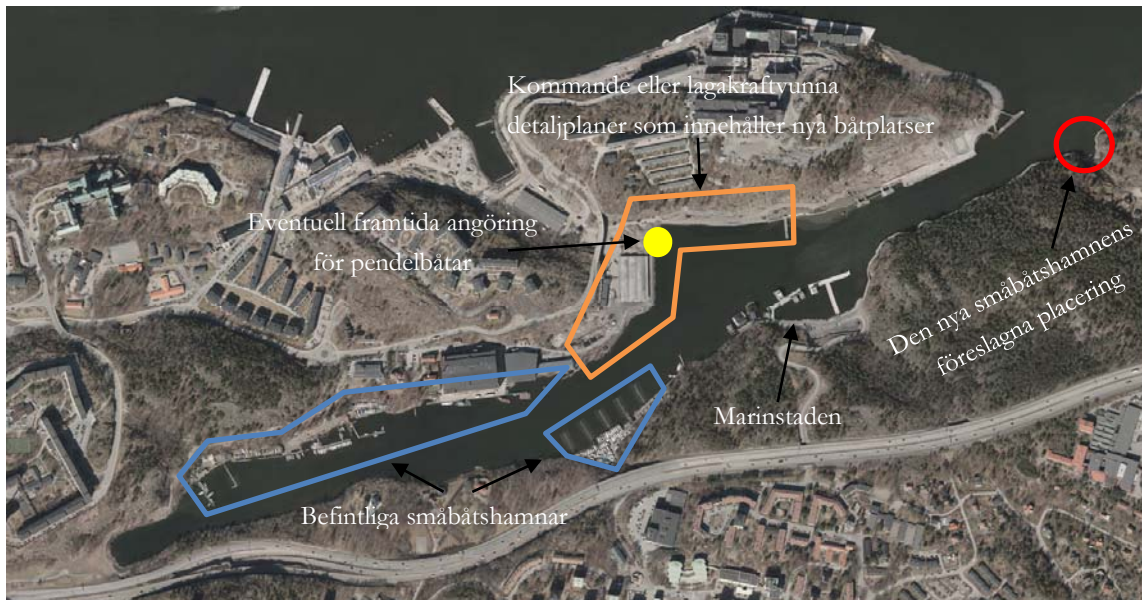 Kommande eller lagakraftvunna
detaljplaner som innehåller nya båtplatser
Eventuell framtida angöring
för pendelbåtar
Den nya småbåtshamnens
föreslagna placering
Marinstaden
Befintliga småbåtshamnar